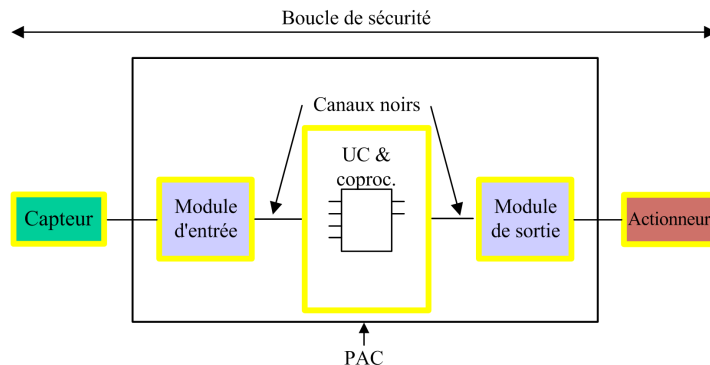 Boucle de sécurité
Canaux noirs
UC &
coproc.
Capteur
Module
d'entrée
Module
de sortie
Actionneur
PAC